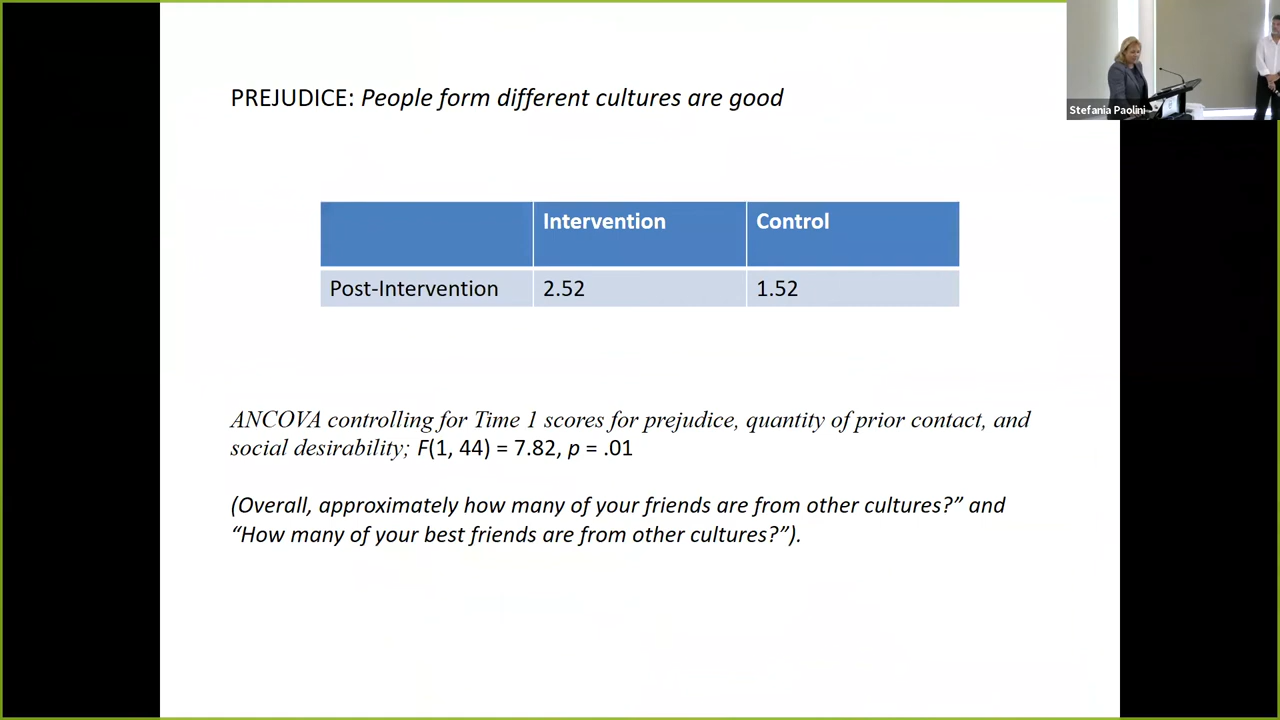 PREJUDICE: People form different cultures are good
Stefania Paolini
Intervention Control
Post-Intervention 2.52 1.52
ANCOVA controlling for Time 1 scores for prejudice, quantity of prior contact, and
social desirability; F(1, 44) = 7.82, p = .01
(Overall, approximately how many of your friends are from other cultures?” and
“How many of your best friends are from other cultures?”).